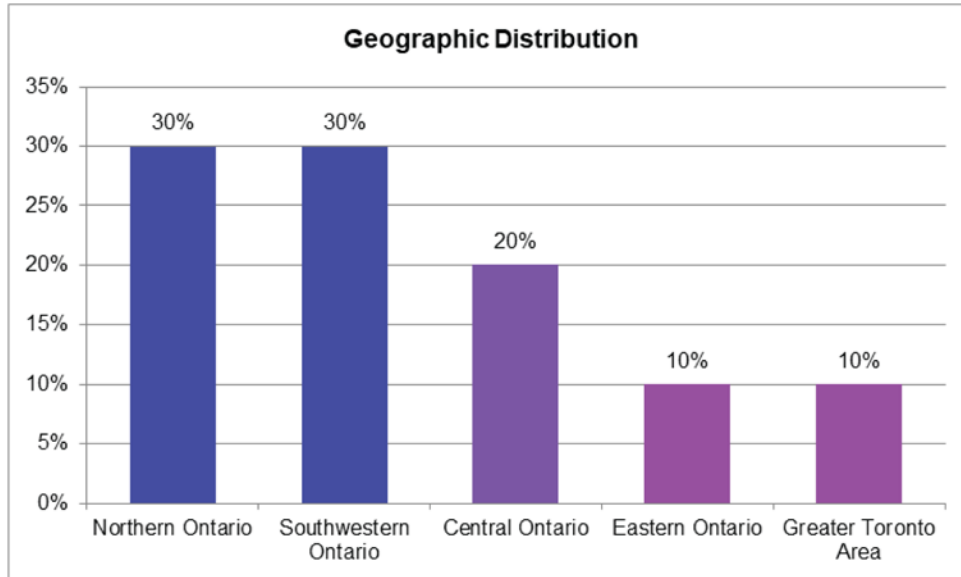 Geographic Distribution
35%
30%
25%
20%
15%
10%
5%
0%
30%
30%
20%
10%
10%
Northern Ontario
Southwestern
Ontario
Central Ontario
Eastern Ontario
Greater Toronto
Area